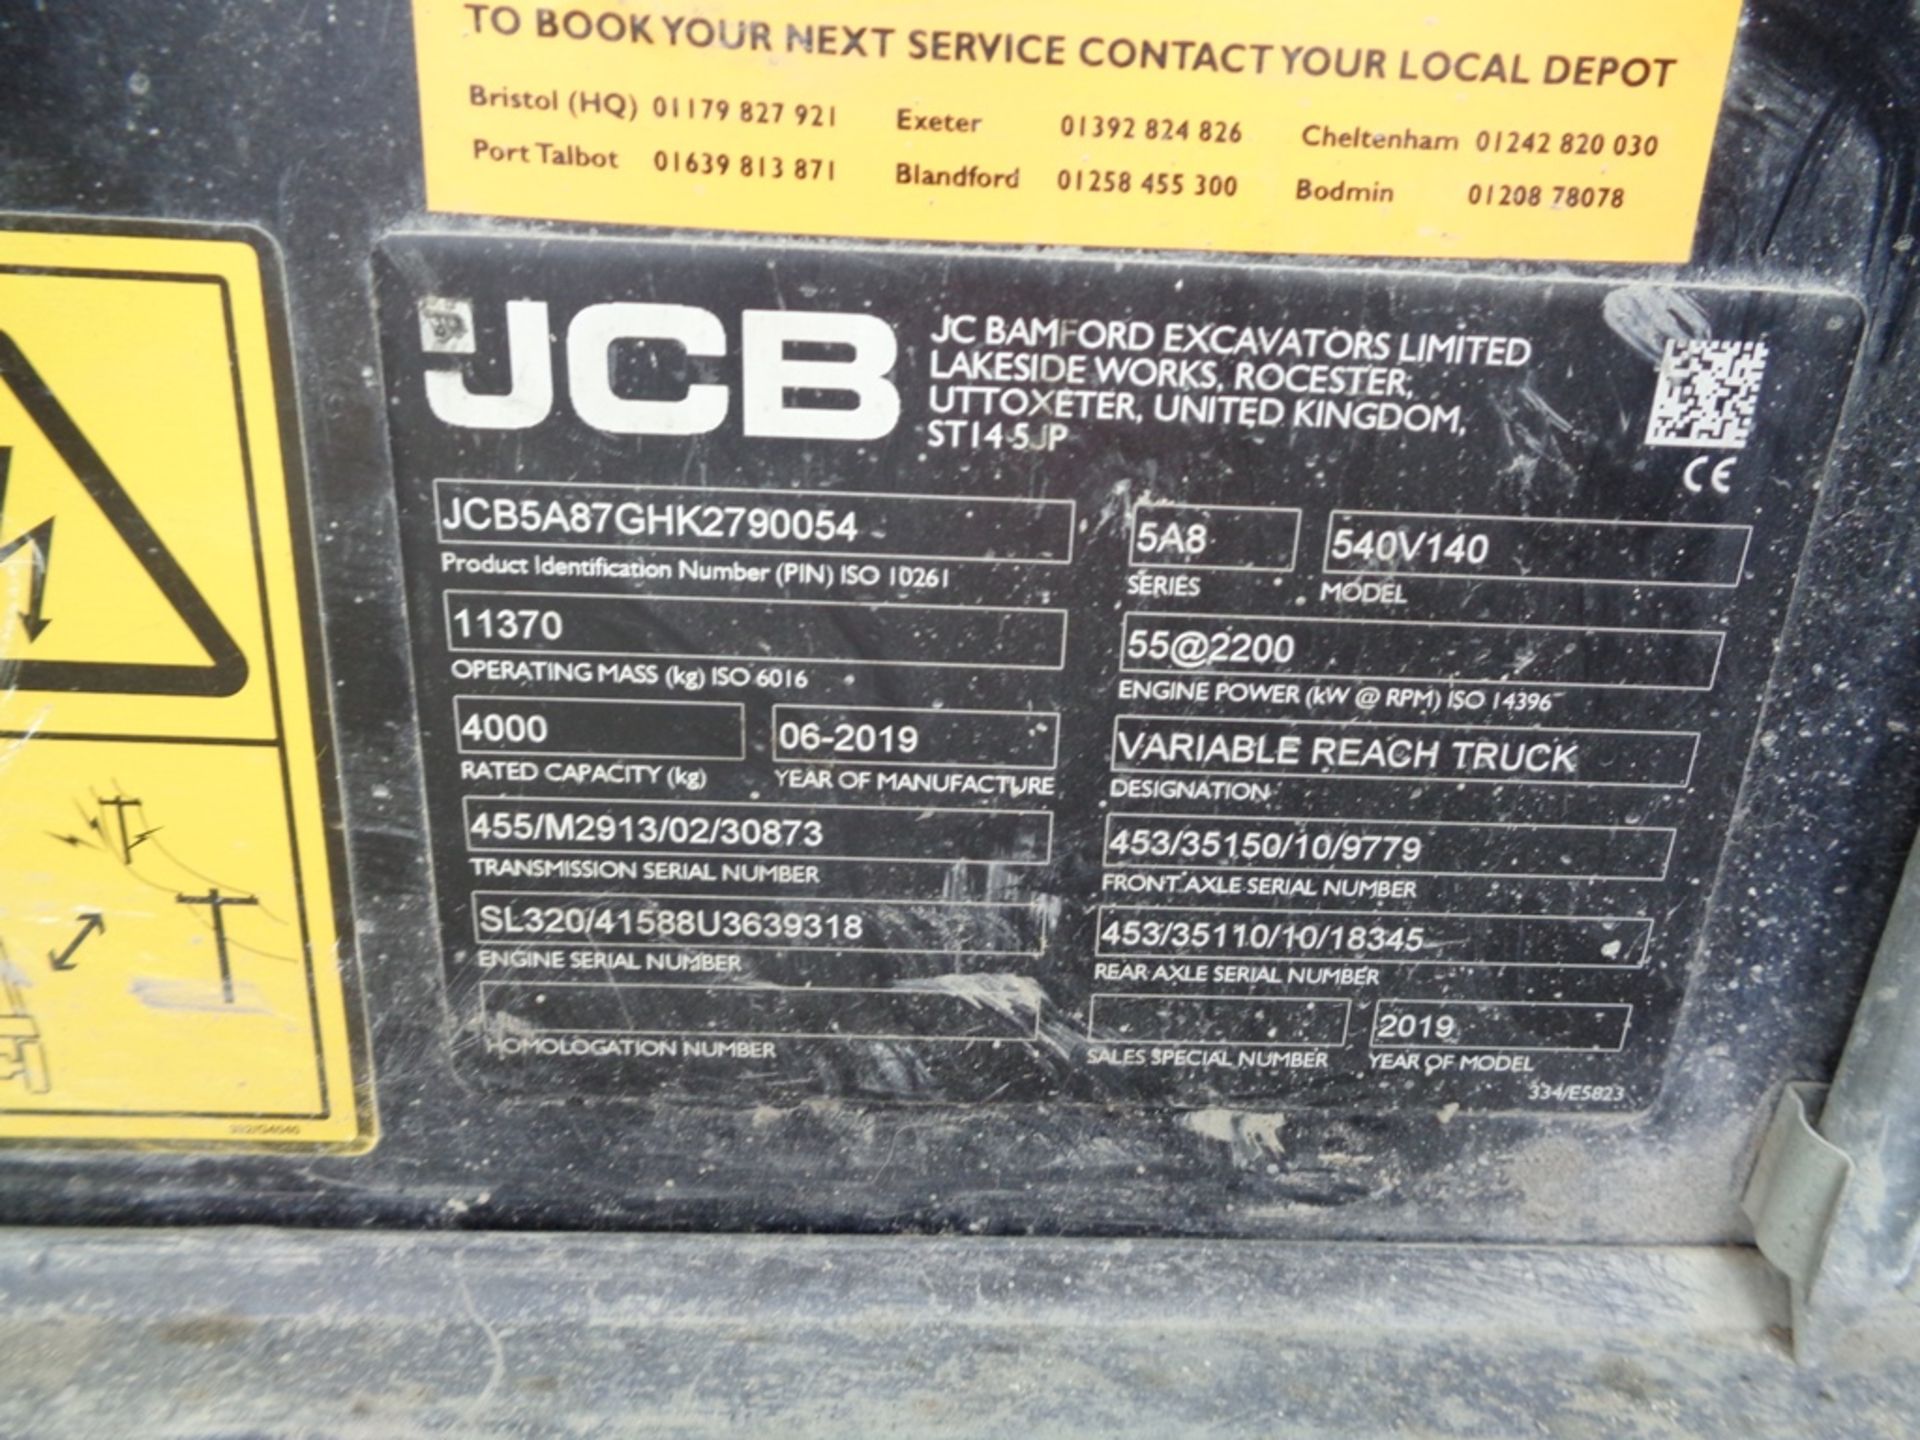 TO BOOK YOUR NEXT SERVICE CONTACT YOUR LOCAL DEPOT
Bristol (HQ) 01179 827 921 Exeter 01392 824 826 Cheltenham 01242 820 030
Port Talbot 01639 813 871 Blandford 01258 455 300 Bodmin 01208 78078
JCB
JC BAMFORD EXCAVATORS LIMITED
LAKESIDE WORKS, ROCESTER,
UTTOXETER, UNITED KINGDOM,
ST14 5JP
CE
JCB5A87GHK2790054 5A8 540V140
Product Identification Number (PIN) ISO 10261 SERIES MODEL
11370 55@2200
OPERATING MASS (kg) ISO 6016 ENGINE POWER (kW @ RPM) ISO 14396
4000 06-2019 VARIABLE REACH TRUCK
RATED CAPACITY (kg) YEAR OF MANUFACTURE DESIGNATION
455/M2913/02/30873 453/35150/10/9779
TRANSMISSION SERIAL NUMBER FRONT AXLE SERIAL NUMBER
SL320/41588U3639318 453/35110/10/18345
ENGINE SERIAL NUMBER REAR AXLE SERIAL NUMBER
2019
HOMOLOGATION NUMBER SALES SPECIAL NUMBER YEAR OF MODEL
334/E5823